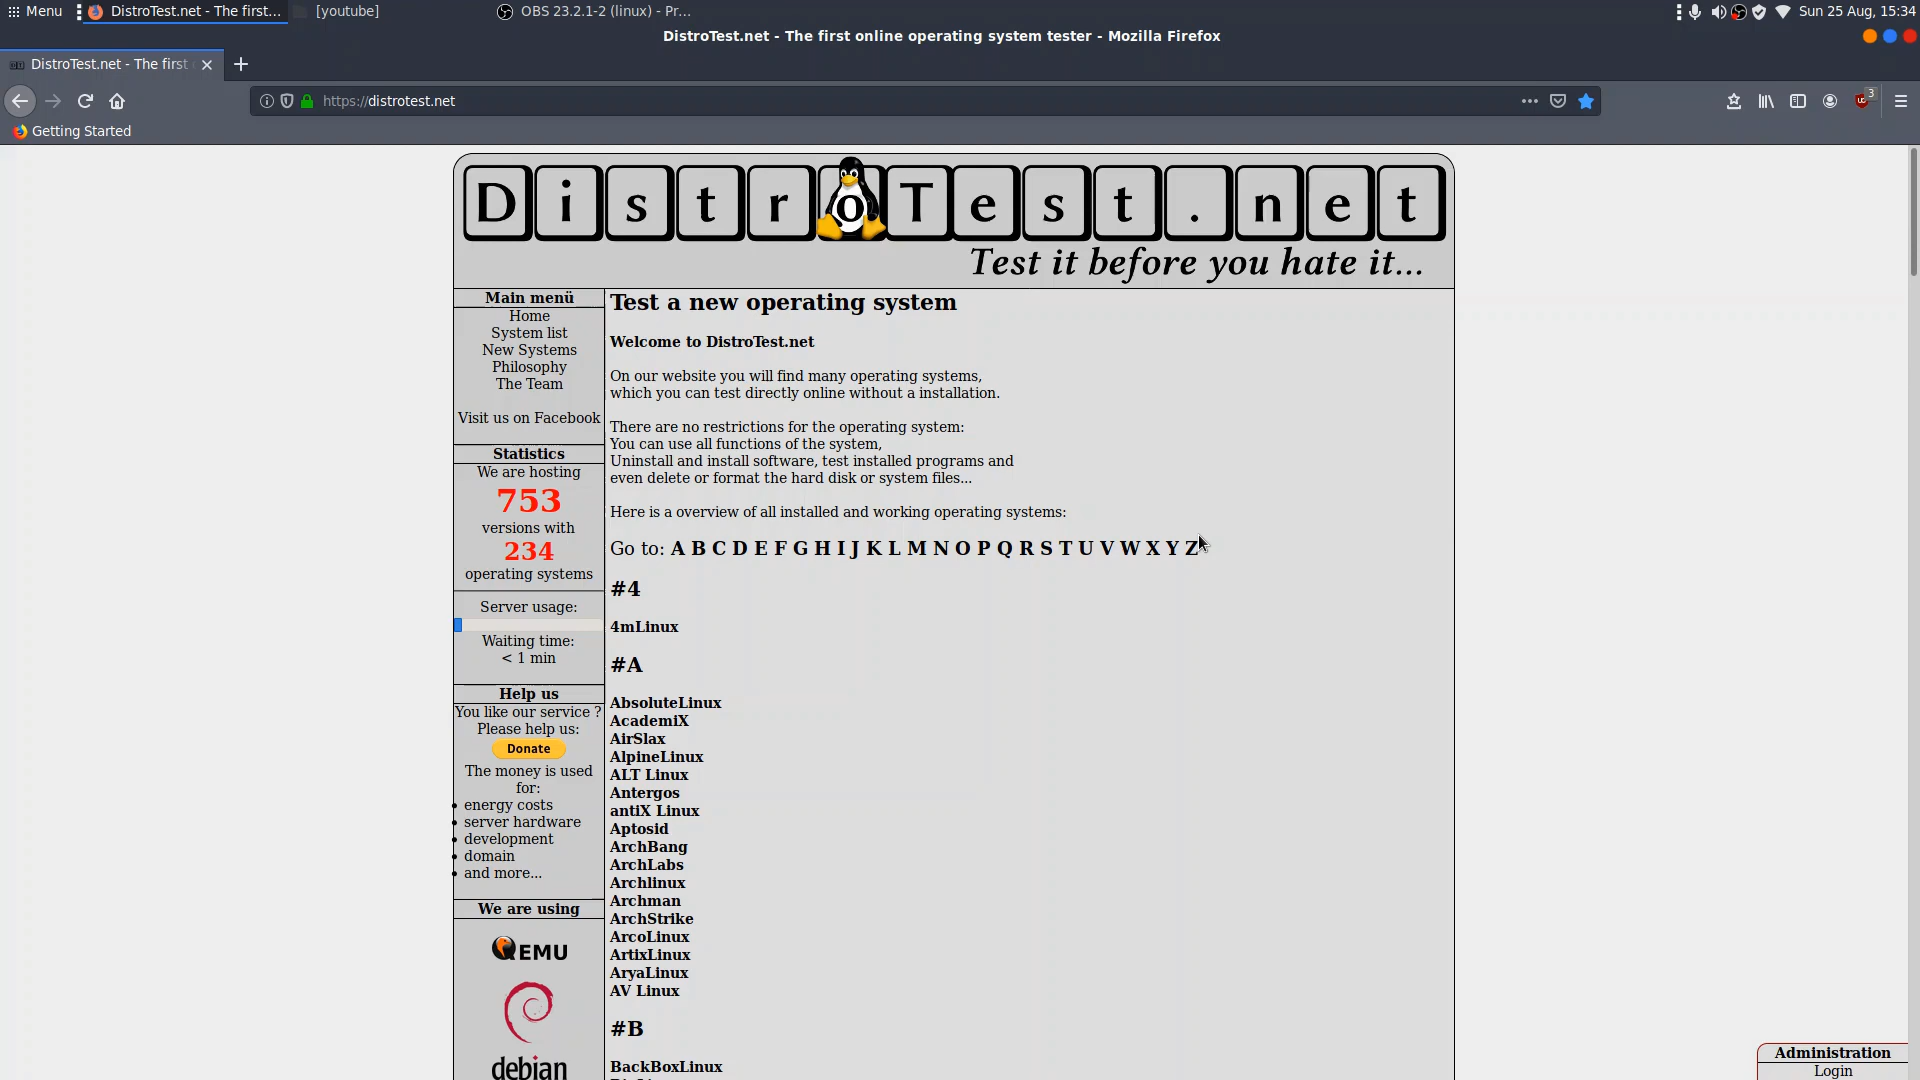 Menu
DistroTest.net - The first...
[youtube]
OBS 23.2.1-2 (linux) - Pr...
Sun 25 Aug, 15:34
DistroTest.net - The first online operating system tester - Mozilla Firefox
DistroTest.net - The first
https://distrotest.net
3
Getting Started
DistroTest.net
Test it before you hate it...
Main menü
Home
System list
New Systems
Philosophy
The Team
Visit us on Facebook
Statistics
We are hosting
753
versions with
234
operating systems
Server usage:
Waiting time:
< 1 min
Help us
You like our service ?
Please help us:
Donate
The money is used
for:
energy costs
server hardware
development
domain
and more...
We are using
QEMU
debian
Test a new operating system
Welcome to DistroTest.net
On our website you will find many operating systems,
which you can test directly online without a installation.
There are no restrictions for the operating system:
You can use all functions of the system,
Uninstall and install software, test installed programs and
even delete or format the hard disk or system files...
Here is a overview of all installed and working operating systems:
Go to: A B C D E F G H I J K L M N O P Q R S T U V W X Y Z
#4
4mLinux
#A
AbsoluteLinux
AcademiX
AirSlax
AlpineLinux
ALT Linux
Antergos
antiX Linux
Aptosid
ArchBang
ArchLabs
Archlinux
Archman
ArchStrike
ArcoLinux
ArtixLinux
AryaLinux
AV Linux
#B
BackBoxLinux
Administration
Login